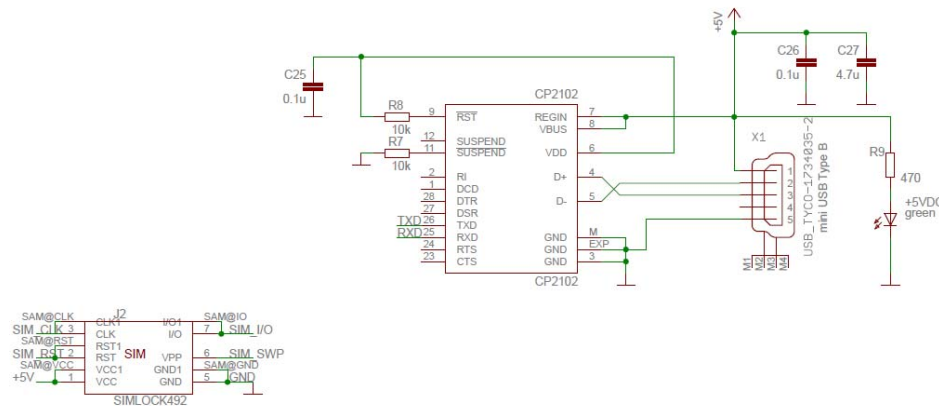 +5V
C25
0.1u
C26
0.1u
C27
4.7u
CP2102
R8
10k
9
RST
REGIN
7
VBUS
8
R7
10k
12
SUSPEND
11
SUSPEND
VDD
6
2
RI
D+
4
1
DCD
28
DTR
D-
5
27
DSR
TXD
26
TXD
RXD
25
RXD
GND
M
24
RTS
GND
EXP
23
CTS
GND
3
CP2102
X1
1
2
3
4
5
M1
M2
M3
M4
USB_TYCO-1734035-2
mini USB Type B
R9
470
+5VDC
green
J2
SAM@CLK
CLK1
I/O1
SAM@IO
SIM_CLK
3
CLK
I/O
7
SIM_I/O
SAM@RST
RST1
SIM_RST
2
RST
SIM
VPP
6
SIM_SWP
SAM@VCC
VCC1
GND1
SAM@GND
+5V
1
VCC
GND
5
GND
SIMLOCK492